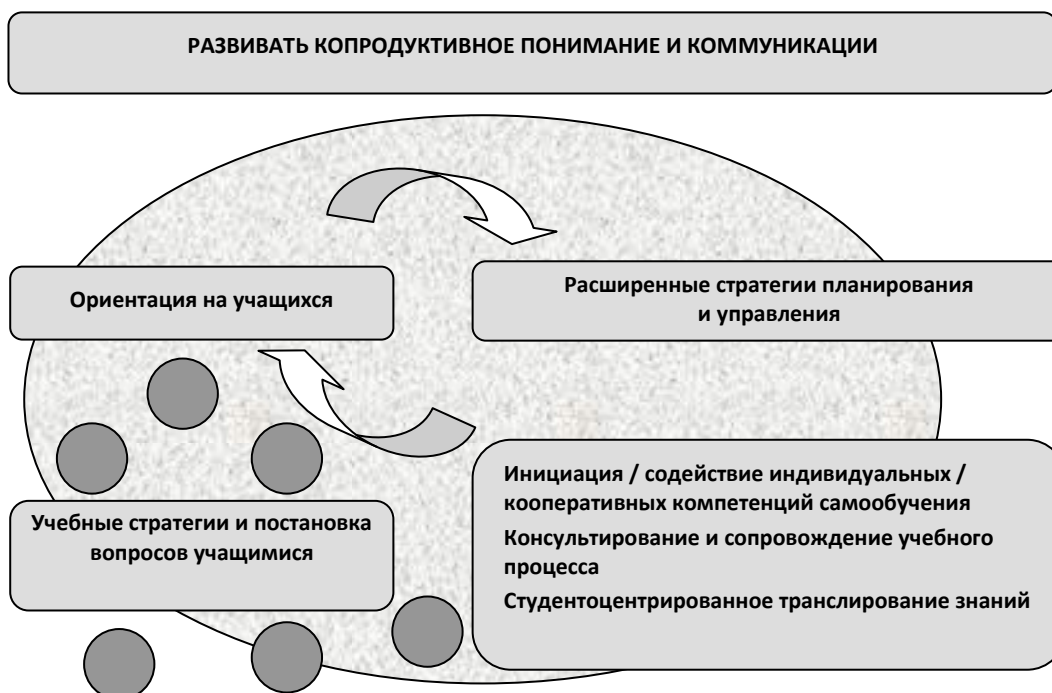 РАЗВИВАТЬ КОПРОДУКТИВНОЕ ПОНИМАНИЕ И КОММУНИКАЦИИ
Ориентация на учащихся
Расширенные стратегии планирования
и управления
Учебные стратегии и постановка
вопросов учащимися
Инициация / содействие индивидуальных /
кооперативных компетенций самообучения
Консультирование и сопровождение учебного
процесса
Студентоцентрированное транслирование знаний